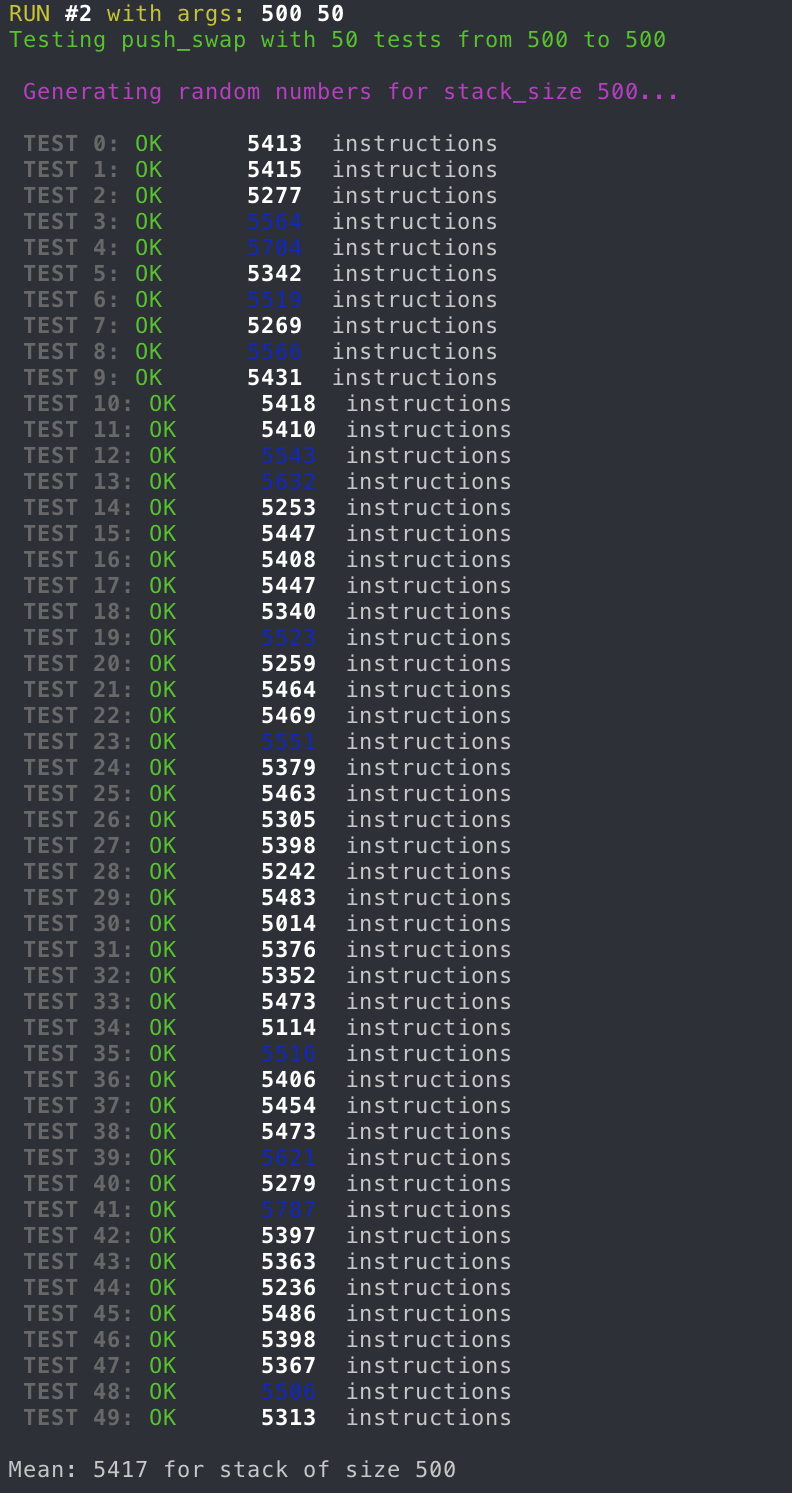 RUN #2 with args: 500 50
Testing push_swap with 50 tests from 500 to 500
Generating random numbers for stack_size 500...
TEST 0: OK 5413 instructions
TEST 1: OK 5415 instructions
TEST 2: OK 5277 instructions
TEST 3: OK 5564 instructions
TEST 4: OK 5704 instructions
TEST 5: OK 5342 instructions
TEST 6: OK 5519 instructions
TEST 7: OK 5269 instructions
TEST 8: OK 5566 instructions
TEST 9: OK 5431 instructions
TEST 10: OK 5418 instructions
TEST 11: OK 5410 instructions
TEST 12: OK 5543 instructions
TEST 13: OK 5632 instructions
TEST 14: OK 5253 instructions
TEST 15: OK 5447 instructions
TEST 16: OK 5408 instructions
TEST 17: OK 5447 instructions
TEST 18: OK 5340 instructions
TEST 19: OK 5523 instructions
TEST 20: OK 5259 instructions
TEST 21: OK 5464 instructions
TEST 22: OK 5469 instructions
TEST 23: OK 5551 instructions
TEST 24: OK 5379 instructions
TEST 25: OK 5463 instructions
TEST 26: OK 5305 instructions
TEST 27: OK 5398 instructions
TEST 28: OK 5242 instructions
TEST 29: OK 5483 instructions
TEST 30: OK 5014 instructions
TEST 31: OK 5376 instructions
TEST 32: OK 5352 instructions
TEST 33: OK 5473 instructions
TEST 34: OK 5114 instructions
TEST 35: OK 5516 instructions
TEST 36: OK 5406 instructions
TEST 37: OK 5454 instructions
TEST 38: OK 5473 instructions
TEST 39: OK 5621 instructions
TEST 40: OK 5279 instructions
TEST 41: OK 5787 instructions
TEST 42: OK 5397 instructions
TEST 43: OK 5363 instructions
TEST 44: OK 5236 instructions
TEST 45: OK 5486 instructions
TEST 46: OK 5398 instructions
TEST 47: OK 5367 instructions
TEST 48: OK 5506 instructions
TEST 49: OK 5313 instructions
Mean: 5417 for stack of size 500